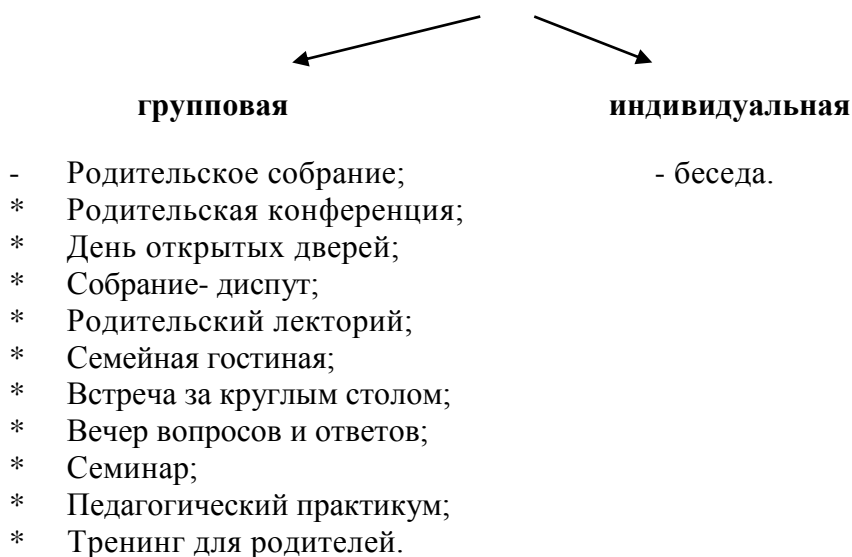 групповая индивидуальная
- Родительское собрание; - беседа.
* Родительская конференция;
* День открытых дверей;
* Собрание- диспут;
* Родительский лекторий;
* Семейная гостиная;
* Встреча за круглым столом;
* Вечер вопросов и ответов;
* Семинар;
* Педагогический практикум;
* Тренинг для родителей.